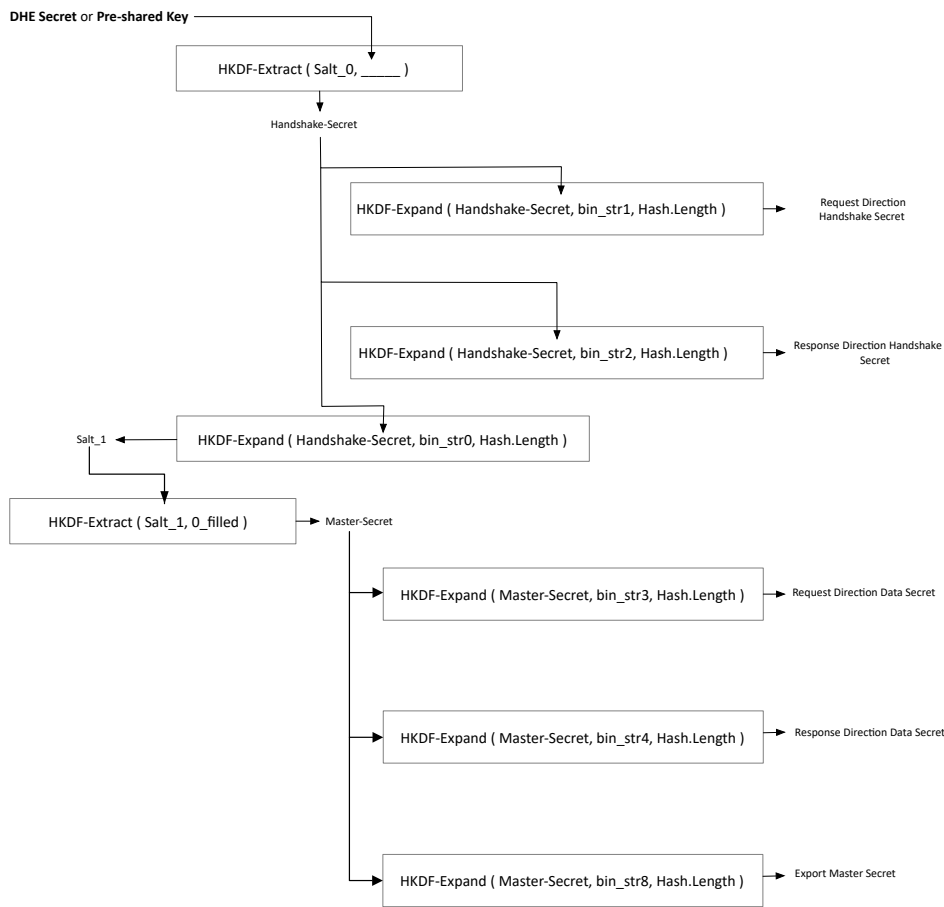 DHE Secret or Pre-shared Key
HKDF-Extract ( Salt_0, _____ )
Handshake-Secret
HKDF-Expand ( Handshake-Secret, bin_str1, Hash.Length )
Request Direction
Handshake Secret
HKDF-Expand ( Handshake-Secret, bin_str2, Hash.Length )
Response Direction Handshake
Secret
HKDF-Expand ( Handshake-Secret, bin_str0, Hash.Length )
Salt_1
HKDF-Extract ( Salt_1, 0_filled )
Master-Secret
HKDF-Expand ( Master-Secret, bin_str3, Hash.Length )
Request Direction Data Secret
HKDF-Expand ( Master-Secret, bin_str4, Hash.Length )
Response Direction Data Secret
HKDF-Expand ( Master-Secret, bin_str8, Hash.Length )
Export Master Secret